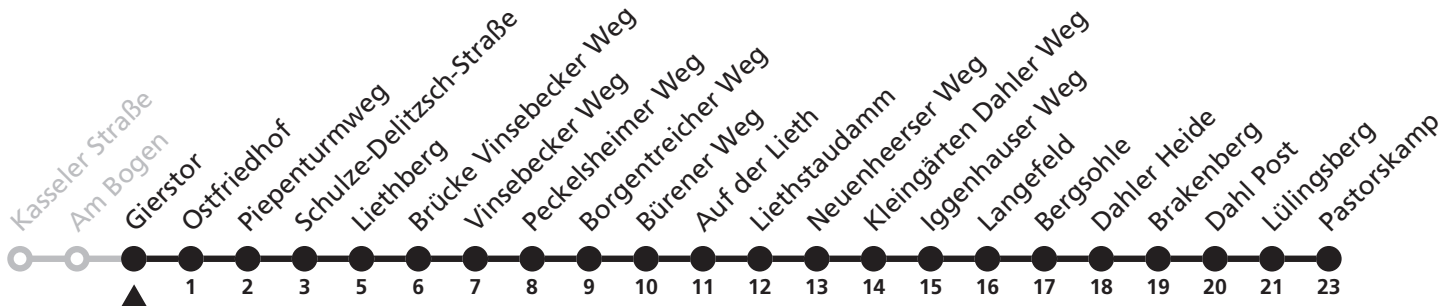 Kasseler Straße
Am Bogen
Gierstor
Ostfriedhof
Piepenturmweg
Schulze-Delitzsch-Straße
Liethberg
Brücke Vinsebecker Weg
Vinsebecker Weg
Peckelsheimer Weg
Borgentreicher Weg
Bürener Weg
Auf der Lieth
Liethstaudamm
Neuenheerser Weg
Kleingärten Dahler Weg
Iggenhauser Weg
Langefeld
Bergsohle
Dahler Heide
Brakenberg
Dahl Post
Lülingsberg
Pastorskamp
1 2 3 5 6 7 8 9 10 11 12 13 14 15 16 17 18 19 20 21 23